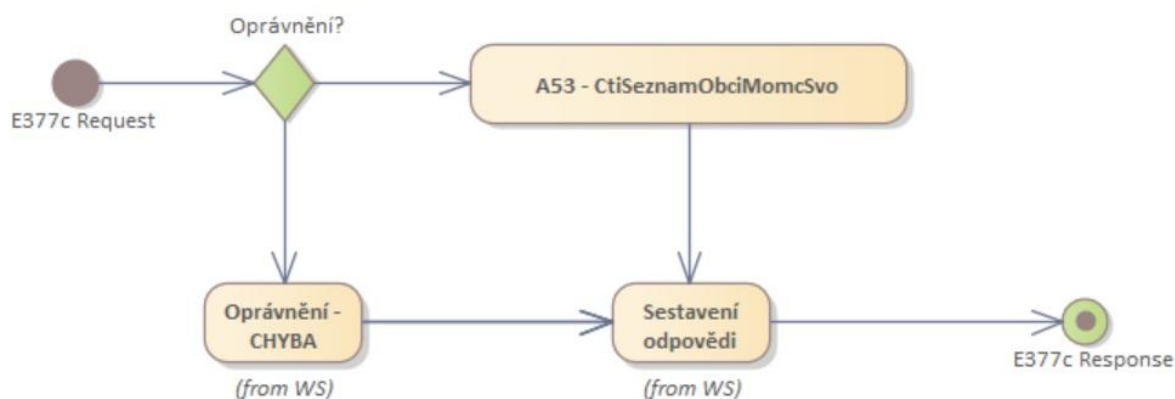 Oprávnění?
E377c Request
A53 - CtiSeznamObciMomcSvo
Oprávnění -
CHYBA
(from WS)
Sestavení
odpovědi
(from WS)
E377c Response